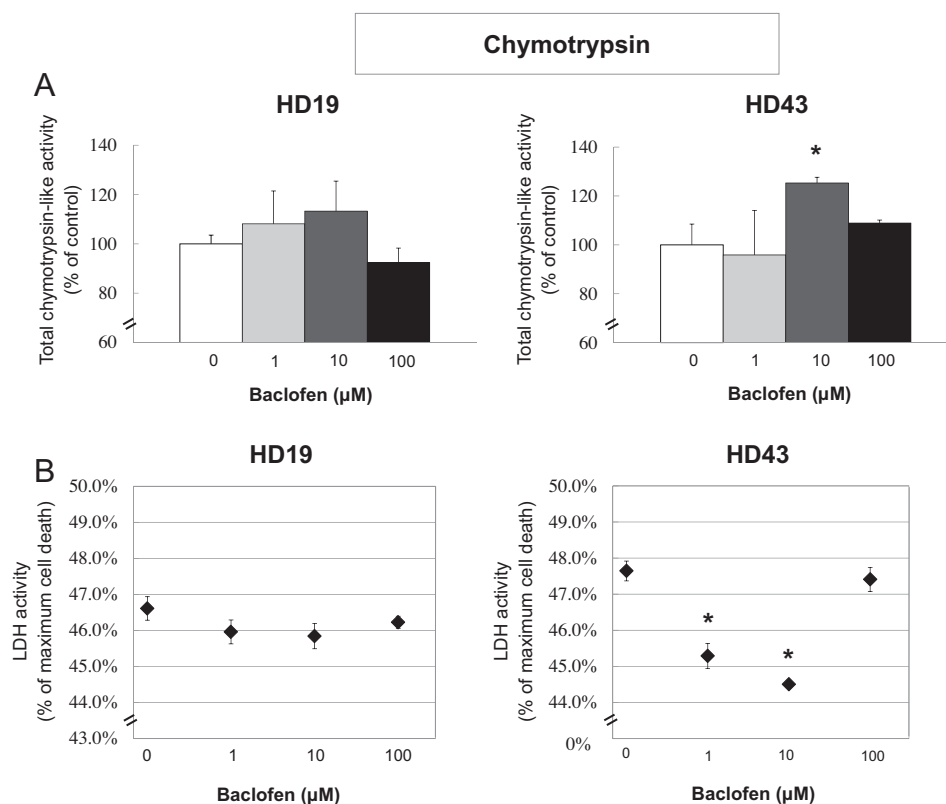 Chymotrypsin
A
HD19
HD43
Total chymotrypsin-like activity
(% of control)
140
120
100
80
60
0 1 10 100
Baclofen (µM)
Total chymotrypsin-like activity
(% of control)
140
120
100
80
60
*
0 1 10 100
Baclofen (µM)
B
HD19
HD43
LDH activity
(% of maximum cell death)
50.0%
49.0%
48.0%
47.0%
46.0%
45.0%
44.0%
43.0%
0 1 10 100
Baclofen (µM)
LDH activity
(% of maximum cell death)
50.0%
49.0%
48.0%
47.0%
46.0%
45.0%
44.0%
0%
*
*
0 1 10 100
Baclofen (µM)